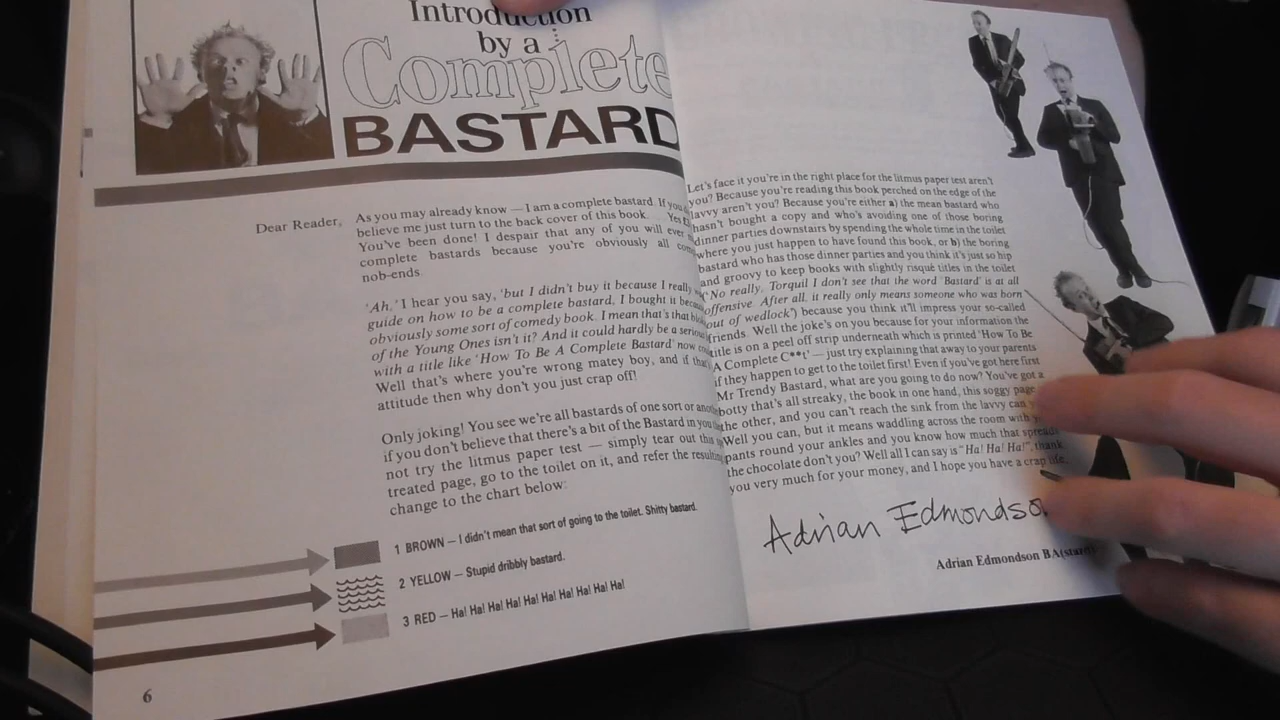 Introduction
by a
Complete
BASTARD
Dear Reader,
As you may already know — I am a complete bastard. If you
believe me just turn to the back cover of this book. Yes
You've been done! I despair that any of you will ever
complete bastards because you're obviously all
nob-ends.
'Ah,' I hear you say, 'but I didn't buy it because I really
guide on how to be a complete bastard, I bought it
obviously some sort of comedy book. I mean that's that
of the Young Ones isn't it? And it could hardly be a
with a title like 'How To Be A Complete Bastard' now
Well that's where you're wrong matey boy, and if
attitude then why don't you just crap off!
Only joking! You see we're all bastards of one sort or
if you don't believe that there's a bit of the Bastard in
not try the litmus paper test — simply tear out this
treated page, go to the toilet on it, and refer the
change to the chart below:
1 BROWN — I didn't mean that sort of going to the toilet. Shitty bastard.
2 YELLOW — Stupid dribbly bastard.
3 RED — Ha! Ha! Ha! Ha! Ha! Ha! Ha! Ha! Ha! Ha!
6
Let's face it you're in the right place for the litmus paper test aren't
you? Because you're reading this book perched on the edge of the
lavvy aren't you? Because you're either a) the mean bastard who
hasn't bought a copy and who's avoiding one of those boring
dinner parties downstairs by spending the whole time in the toilet
where you just happen to have found this book, or b) the boring
bastard who has those dinner parties and you think it's just so hip
and groovy to keep books with slightly risqué titles in the toilet
('No really, Torquil I don't see that the word 'Bastard' is at all
offensive. After all, it really only means someone who was born
out of wedlock') because you think it'll impress your so-called
friends. Well the joke's on you because for your information the
title is on a peel off strip underneath which is printed 'How To Be
A Complete C**t' — just try explaining that away to your parents
if they happen to get to the toilet first! Even if you've got here first
Mr Trendy Bastard, what are you going to do now? You've got a
botty that's all streaky, the book in one hand, this soggy page
the other, and you can't reach the sink from the lavvy can
Well you can, but it means waddling across the room with
pants round your ankles and you know how much that spreads
the chocolate don't you? Well all I can say is "Ha! Ha! Ha!", thank
you very much for your money, and I hope you have a crap life.
Adrian Edmondson
Adrian Edmondson